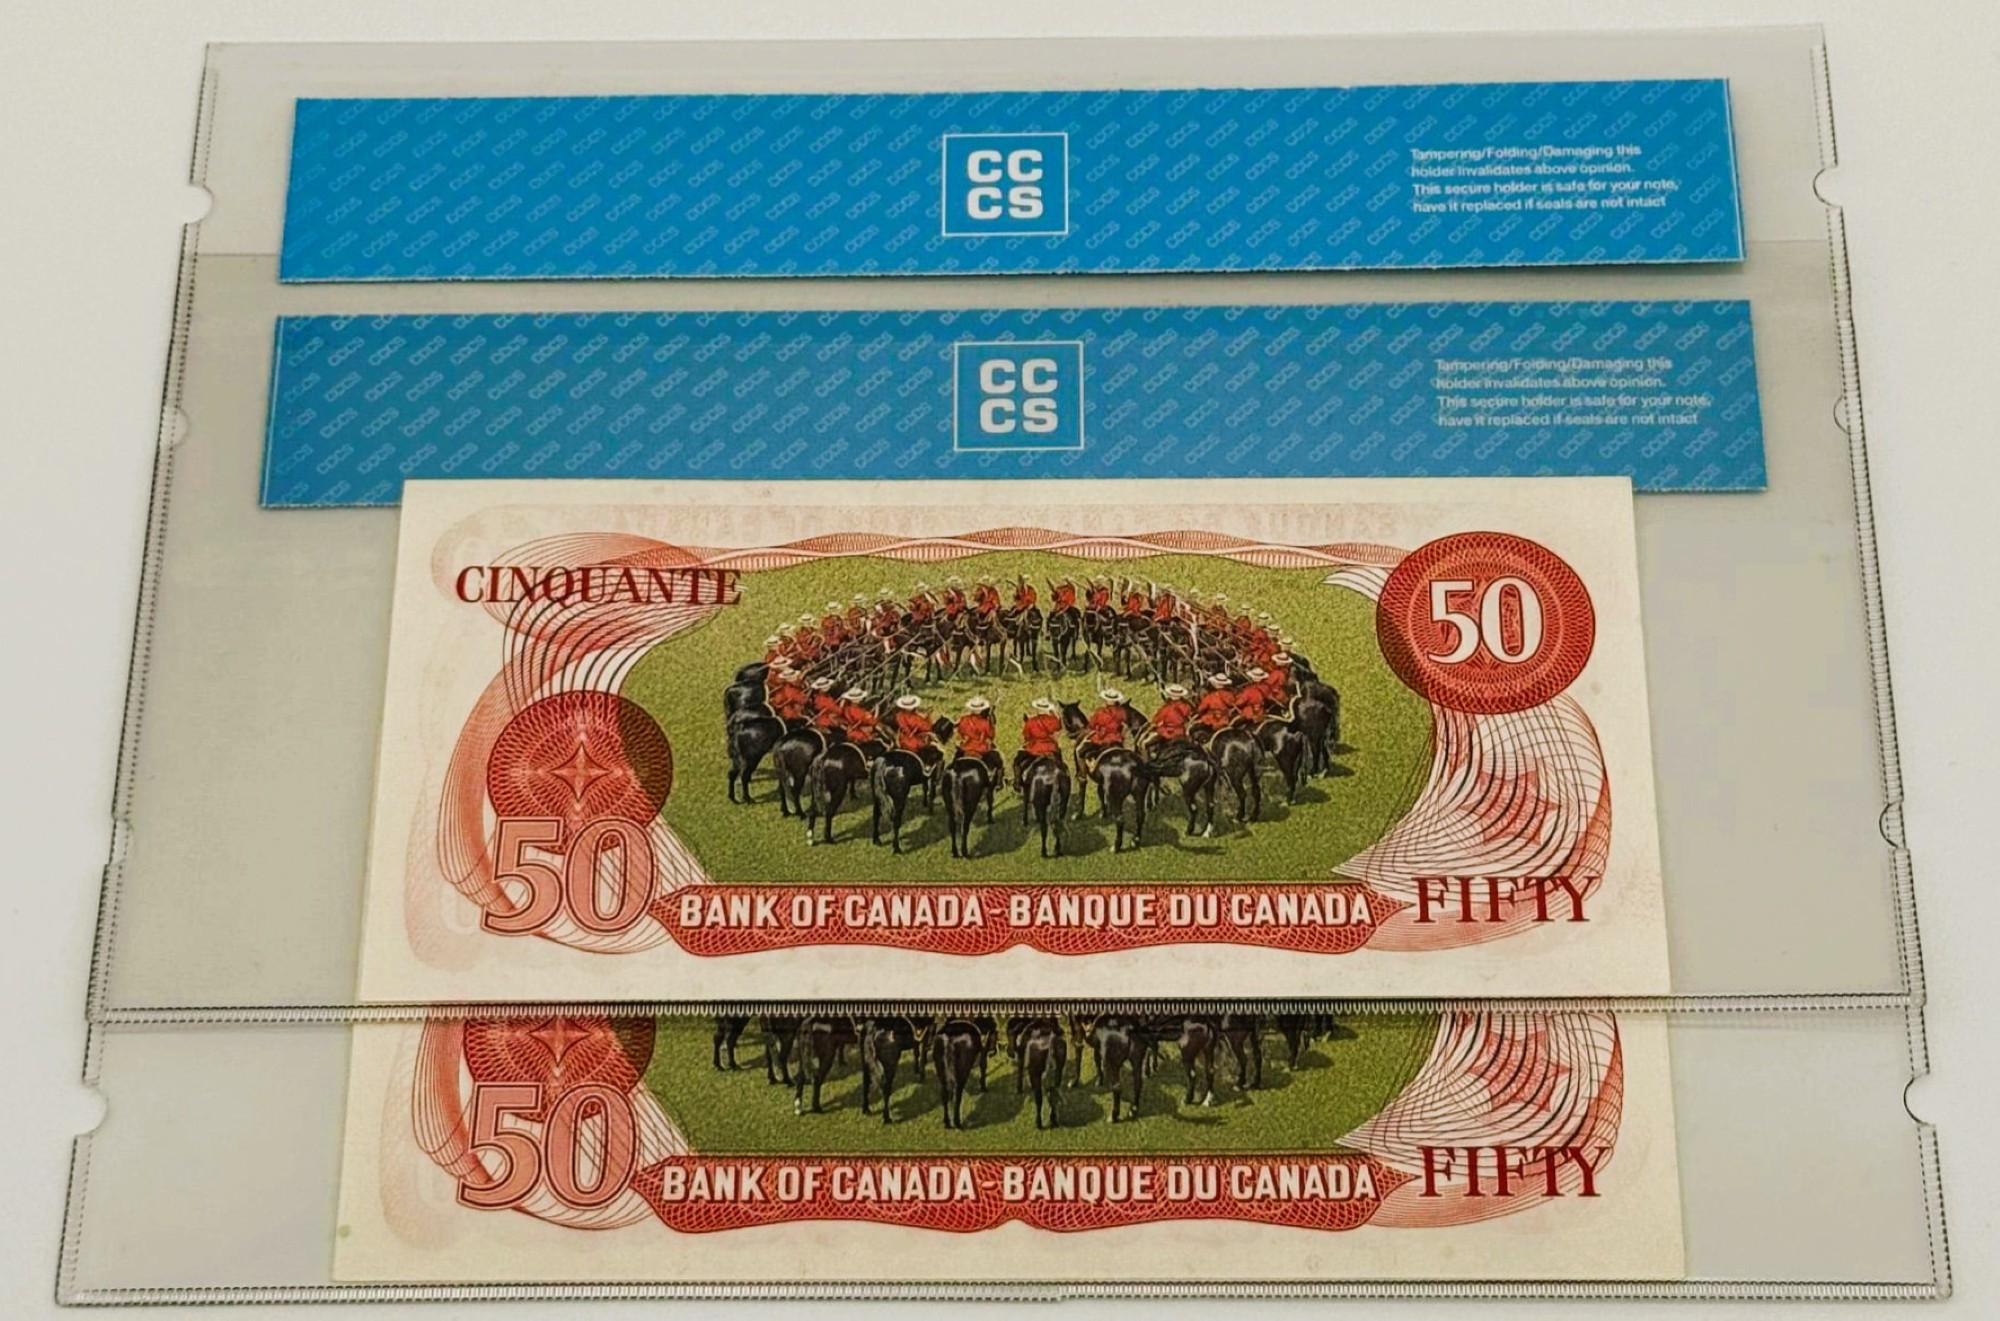 CC
CS
Tampering/Folding/Damaging this
holder invalidates above opinion.
This secure holder is safe for your note,
have it replaced if seals are not intact
CC
CS
Tampering/Folding/Damaging this
holder invalidates above opinion.
This secure holder is safe for your note,
have it replaced if seals are not intact
CINQUANTE
50
50
BANK OF CANADA-BANQUE DU CANADA
FIFTY
50
BANK OF CANADA-BANQUE DU CANADA
FIFTY